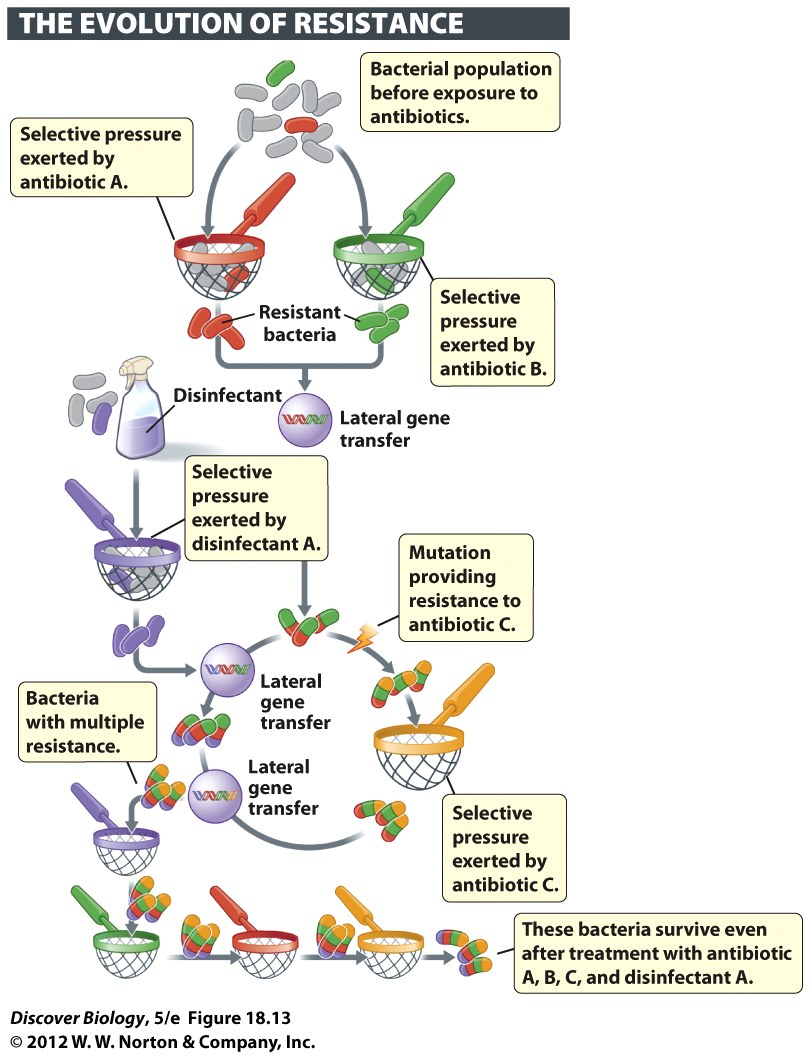 THE EVOLUTION OF RESISTANCE
Bacterial population
before exposure to
antibiotics.
Selective pressure
exerted by
antibiotic A.
Selective
pressure
exerted by
antibiotic B.
Resistant
bacteria
Disinfectant
Lateral gene
transfer
Selective
pressure
exerted by
disinfectant A.
Mutation
providing
resistance to
antibiotic C.
Lateral
gene
transfer
Bacteria
with multiple
resistance.
Lateral
gene
transfer
Selective
pressure
exerted by
antibiotic C.
These bacteria survive even
after treatment with antibiotic
A, B, C, and disinfectant A.
Discover Biology, 5/e Figure 18.13
© 2012 W. W. Norton & Company, Inc.